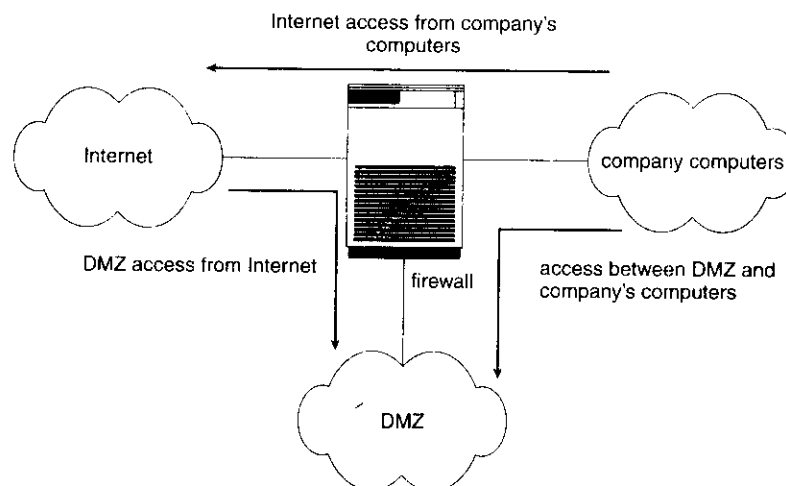 Internet access from company's
computers
Internet
company computers
DMZ access from Internet
firewall
access between DMZ and
company's computers
DMZ